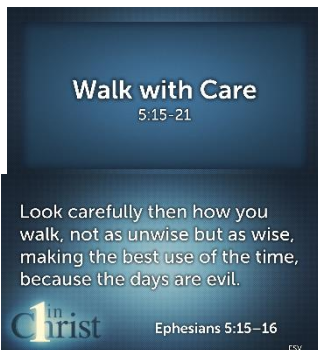 Walk with Care
5:15-21
Look carefully then how you
walk, not as unwise but as wise,
making the best use of the time,
because the days are evil.
1 in Christ
Ephesians 5:15–16
ESV